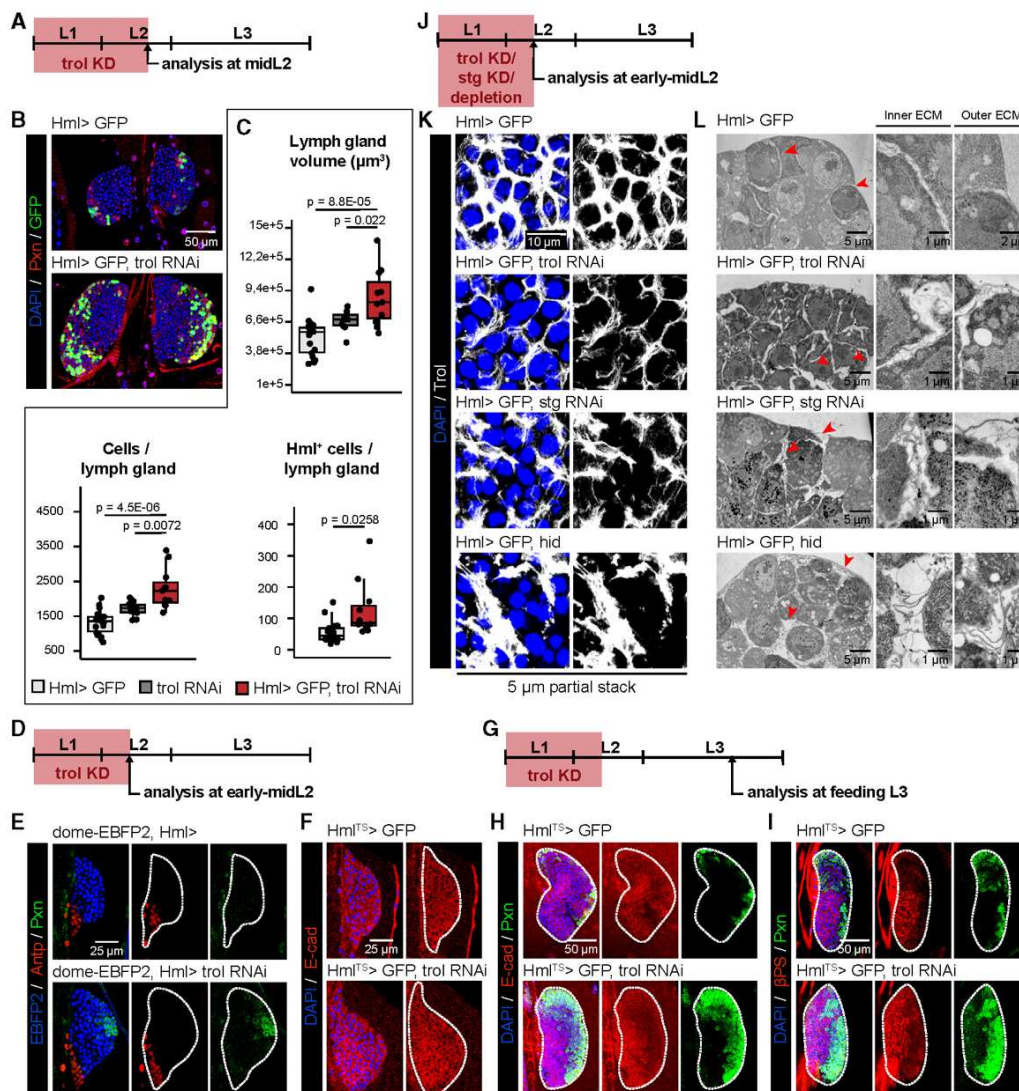 A
L1 L2 L3
trol KD
analysis at midL2
B
Hml> GFP
DAPI / Pxn / GFP
50 µm
Hml> GFP, trol RNAi
C
Lymph gland
volume (µm³)
p = 8.8E-05
p = 0.022
15e+5
12,2e+5
9,4e+5
6,6e+5
3,8e+5
1e+5
Cells /
lymph gland
p = 4.5E-06
p = 0.0072
4500
3500
2500
1500
500
Hml⁺ cells /
lymph gland
p = 0.0258
400
300
200
100
0
Hml> GFP
trol RNAi
Hml> GFP, trol RNAi
D
L1 L2 L3
trol KD
analysis at early-midL2
E
dome-EBFP2, Hml>
EBFP2 / Antp / Pxn
25 µm
dome-EBFP2, Hml> trol RNAi
F
Hml^TS> GFP
DAPI / E-cad
25 µm
Hml^TS> GFP, trol RNAi
G
L1 L2 L3
trol KD
analysis at feeding L3
H
Hml^TS> GFP
DAPI / E-cad / Pxn
50 µm
Hml^TS> GFP, trol RNAi
I
Hml^TS> GFP
DAPI / βPS / Pxn
50 µm
Hml^TS> GFP, trol RNAi
J
L1 L2 L3
trol KD/
stg KD/
depletion
analysis at early-midL2
K
Hml> GFP
DAPI / Trol
10 µm
Hml> GFP, trol RNAi
Hml> GFP, stg RNAi
Hml> GFP, hid
5 µm partial stack
L
Hml> GFP
Inner ECM
Outer ECM
5 µm
1 µm
2 µm
Hml> GFP, trol RNAi
5 µm
1 µm
1 µm
Hml> GFP, stg RNAi
5 µm
1 µm
1 µm
Hml> GFP, hid
5 µm
1 µm
1 µm